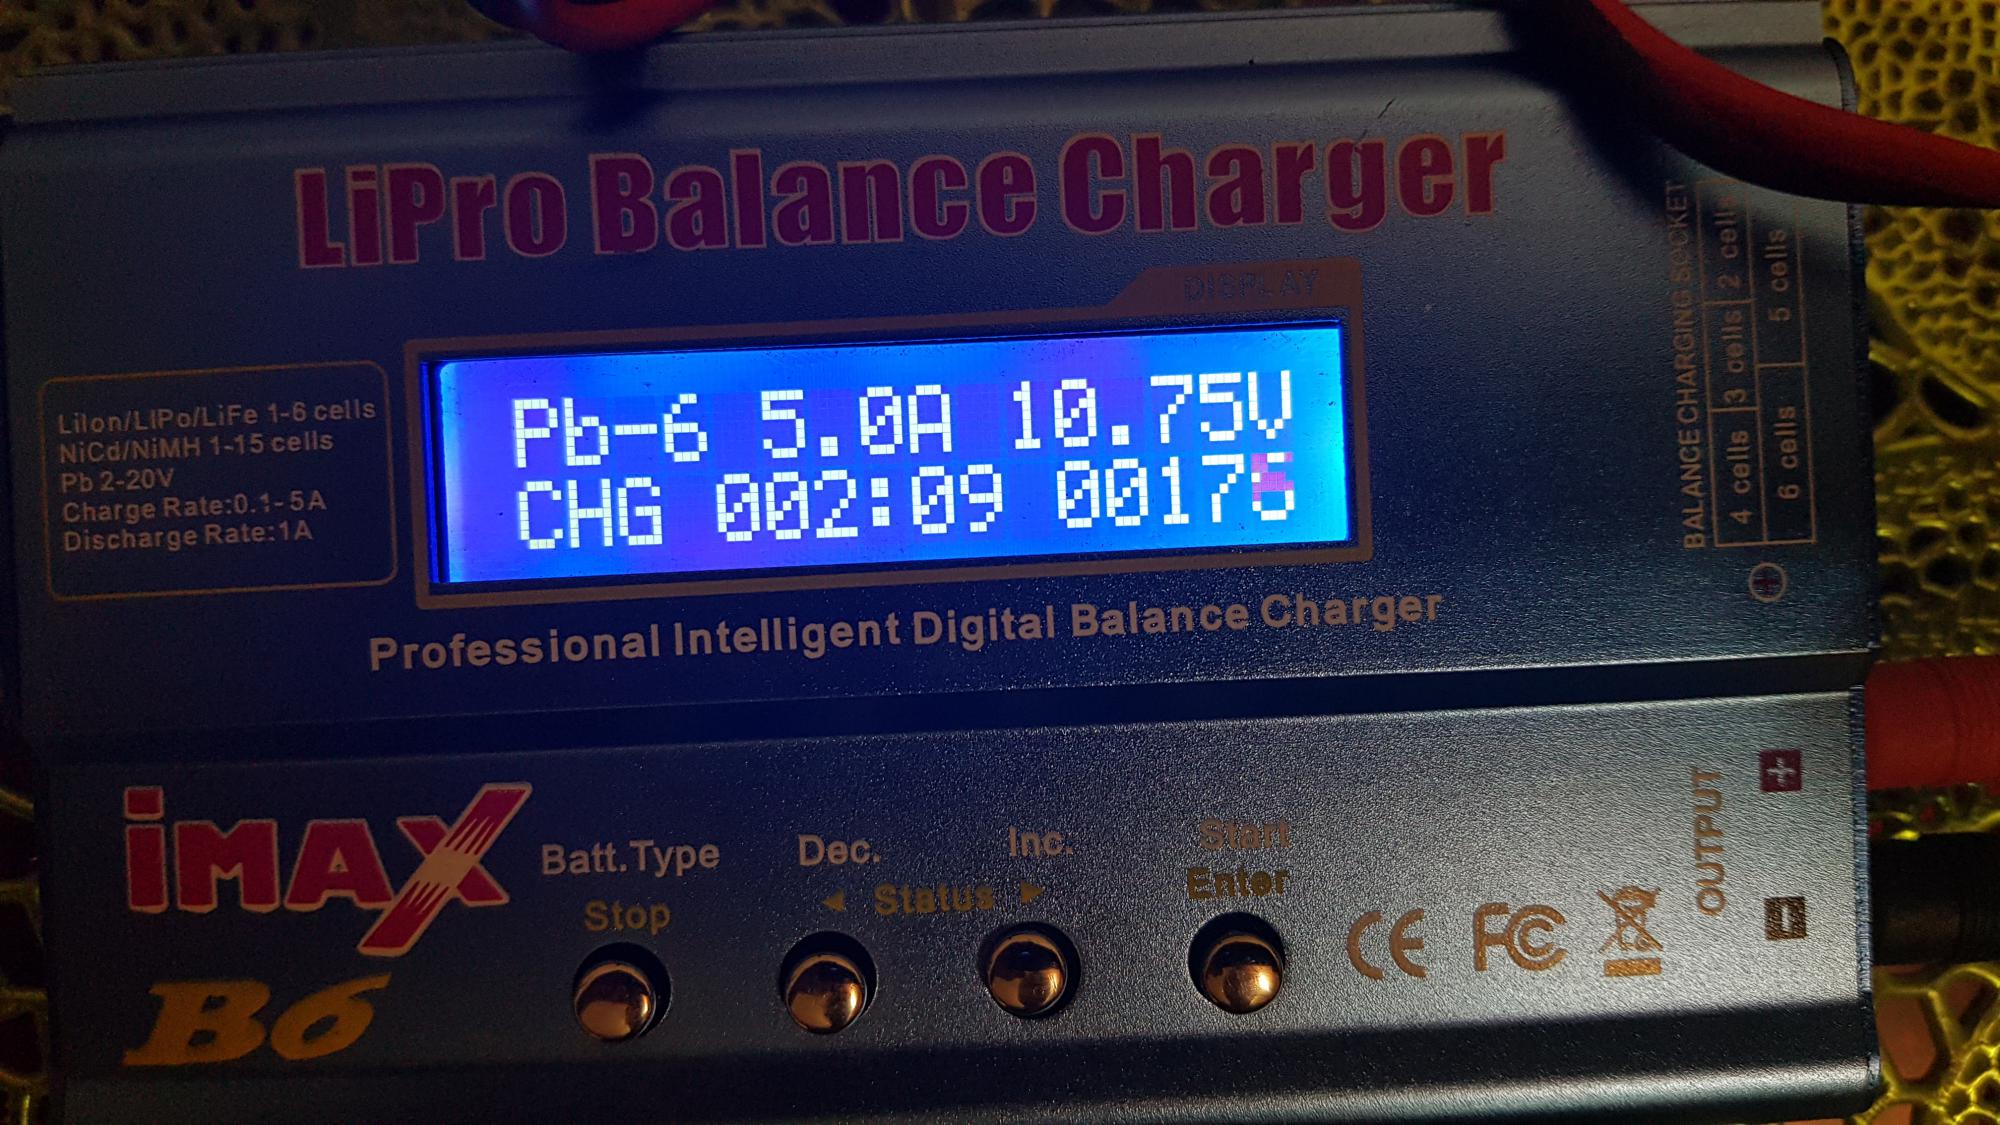 LiPro Balance Charger
DISPLAY
LiIon/LIPo/LiFe 1-6 cells
NiCd/NiMH 1-15 cells
Pb 2-20V
Charge Rate:0.1-5A
Discharge Rate:1A
Pb-6 5.0A 10.75V
CHG 002:09 00175
Professional Intelligent Digital Balance Charger
BALANCE CHARGING SOCKET
4 cells 3 cells 2 cells
6 cells 5 cells
iMAX
B6
Batt.Type
Stop
Dec. Inc.
◄ Status ►
Start
Enter
CE FC
OUTPUT
+
-